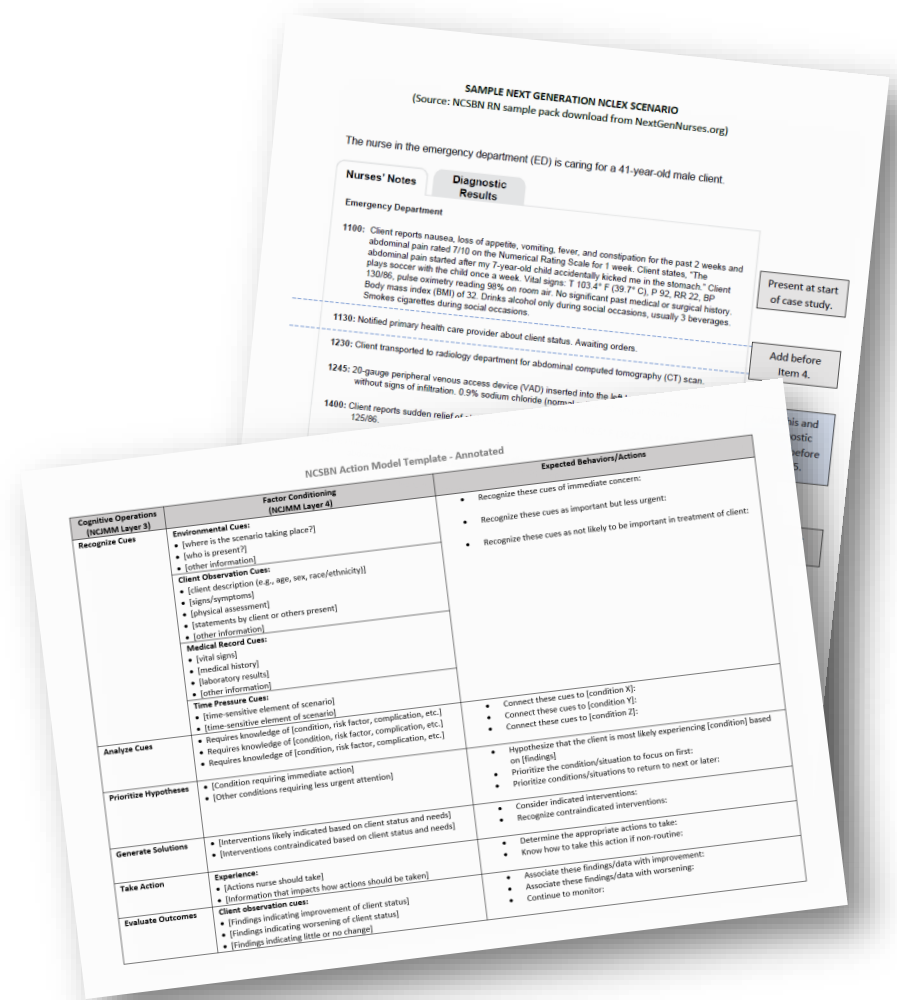 SAMPLE NEXT GENERATION NCLEX SCENARIO
(Source: NCSBN RN sample pack download from NextGenNurses.org)
The nurse in the emergency department (ED) is caring for a 41-year-old male client.
Nurses' Notes
Diagnostic
Results
Emergency Department
1100: Client reports nausea, loss of appetite, vomiting, fever, and constipation for the past 2 weeks and
abdominal pain rated 7/10 on the Numerical Rating Scale for 1 week. Client states, "The
abdominal pain started after my 7-year-old child accidentally kicked me in the stomach." Client
plays soccer with the child once a week. Vital signs: T 103.4° F (39.7° C), P 92, RR 22, BP
130/86, pulse oximetry reading 98% on room air. No significant past medical or surgical history.
Body mass index (BMI) of 32. Drinks alcohol only during social occasions, usually 3 beverages.
Smokes cigarettes during social occasions.
Present at start
of case study.
1130: Notified primary health care provider about client status. Awaiting orders.
Add before
Item 4.
1230: Client transported to radiology department for abdominal computed tomography (CT) scan.
1245: 20-gauge peripheral venous access device (VAD) inserted into the left
without signs of infiltration. 0.9% sodium chloride (normal
1400: Client reports sudden relief of
125/86.
his and
ostic
before
5.
NCSBN Action Model Template - Annotated
Cognitive Operations
(NCJMM Layer 3)
Factor Conditioning
(NCJMM Layer 4)
Expected Behaviors/Actions
Recognize Cues
Environmental Cues:
• [where is the scenario taking place?]
• [who is present?]
• [other information]
Client Observation Cues:
• [client description (e.g., age, sex, race/ethnicity)]
• [signs/symptoms]
• [physical assessment]
• [statements by client or others present]
• [other information]
Medical Record Cues:
• [vital signs]
• [medical history]
• [laboratory results]
• [other information]
Time Pressure Cues:
• [time-sensitive element of scenario]
• [time-sensitive element of scenario]
• Recognize these cues of immediate concern:
• Recognize these cues as important but less urgent:
• Recognize these cues as not likely to be important in treatment of client:
Analyze Cues
• Requires knowledge of [condition, risk factor, complication, etc.]
• Requires knowledge of [condition, risk factor, complication, etc.]
• Requires knowledge of [condition, risk factor, complication, etc.]
• Connect these cues to [condition X]:
• Connect these cues to [condition Y]:
• Connect these cues to [condition Z]:
Prioritize Hypotheses
• [Condition requiring immediate action]
• [Other conditions requiring less urgent attention]
• Hypothesize that the client is most likely experiencing [condition] based
on [findings]
• Prioritize the condition/situation to focus on first:
• Prioritize conditions/situations to return to next or later:
Generate Solutions
• [Interventions likely indicated based on client status and needs]
• [Interventions contraindicated based on client status and needs]
• Consider indicated interventions:
• Recognize contraindicated interventions:
Take Action
Experience:
• [Actions nurse should take]
• [Information that impacts how actions should be taken]
• Determine the appropriate actions to take:
• Know how to take this action if non-routine:
Evaluate Outcomes
Client observation cues:
• [Findings indicating improvement of client status]
• [Findings indicating worsening of client status]
• [Findings indicating little or no change]
• Associate these findings/data with improvement:
• Associate these findings/data with worsening:
• Continue to monitor: